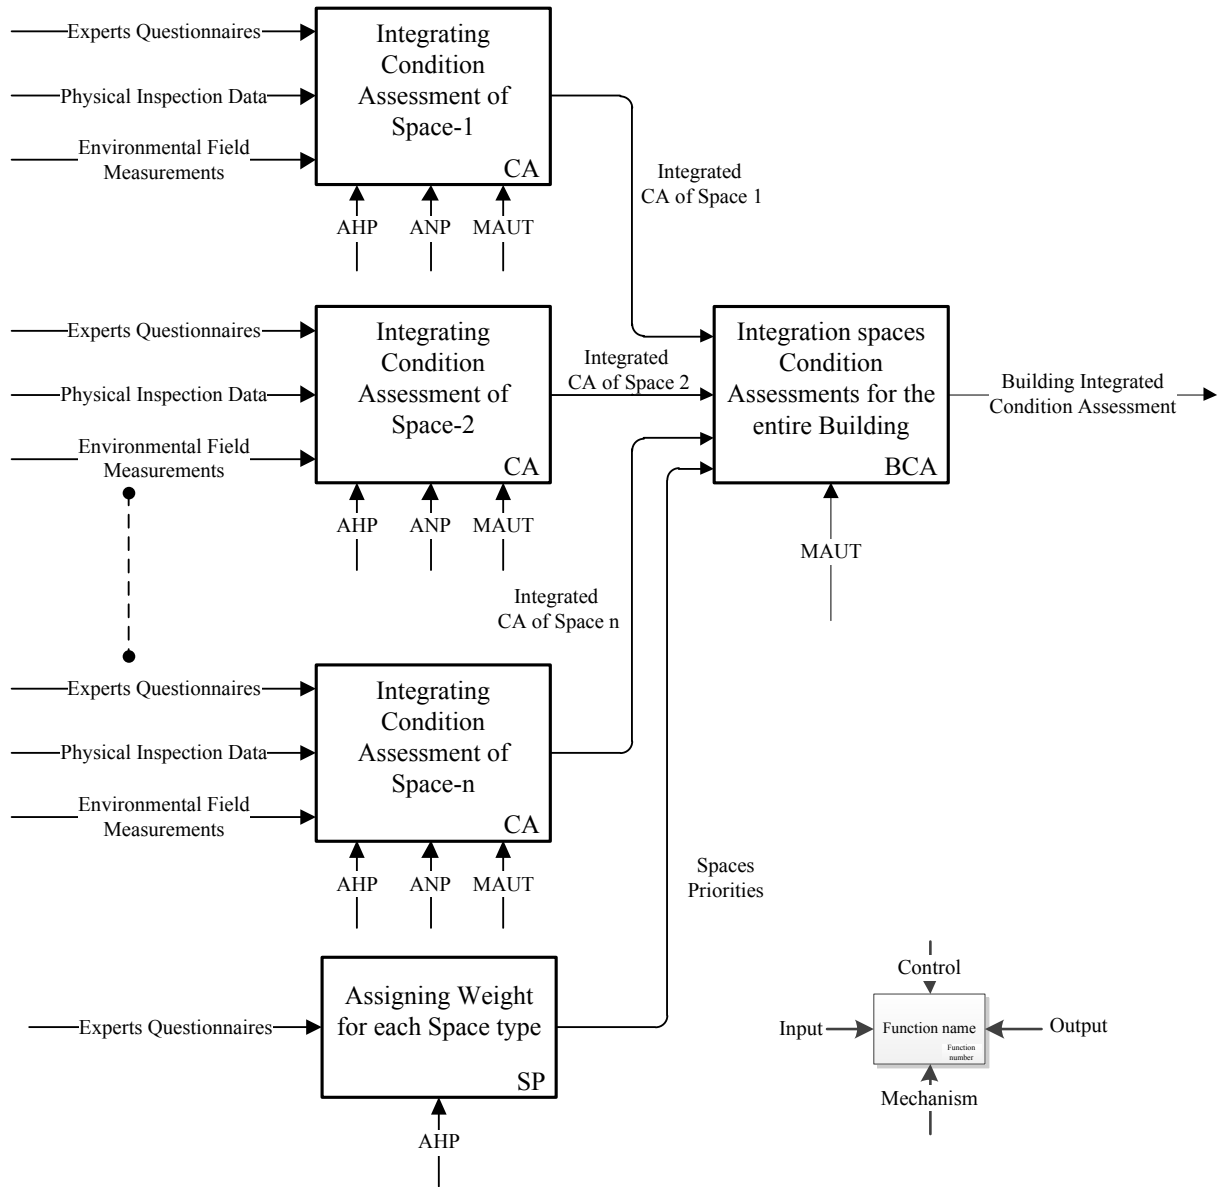 Experts Questionnaires
Physical Inspection Data
Environmental Field
Measurements
Integrating
Condition
Assessment of
Space-1
CA
AHP
ANP
MAUT
Integrated
CA of Space 1
Experts Questionnaires
Physical Inspection Data
Environmental Field
Measurements
Integrating
Condition
Assessment of
Space-2
CA
AHP
ANP
MAUT
Integrated
CA of Space 2
Integration spaces
Condition
Assessments for the
entire Building
BCA
MAUT
Building Integrated
Condition Assessment
Integrated
CA of Space n
Experts Questionnaires
Physical Inspection Data
Environmental Field
Measurements
Integrating
Condition
Assessment of
Space-n
CA
AHP
ANP
MAUT
Spaces
Priorities
Experts Questionnaires
Assigning Weight
for each Space type
SP
AHP
Control
Input
Function name
Function
number
Output
Mechanism